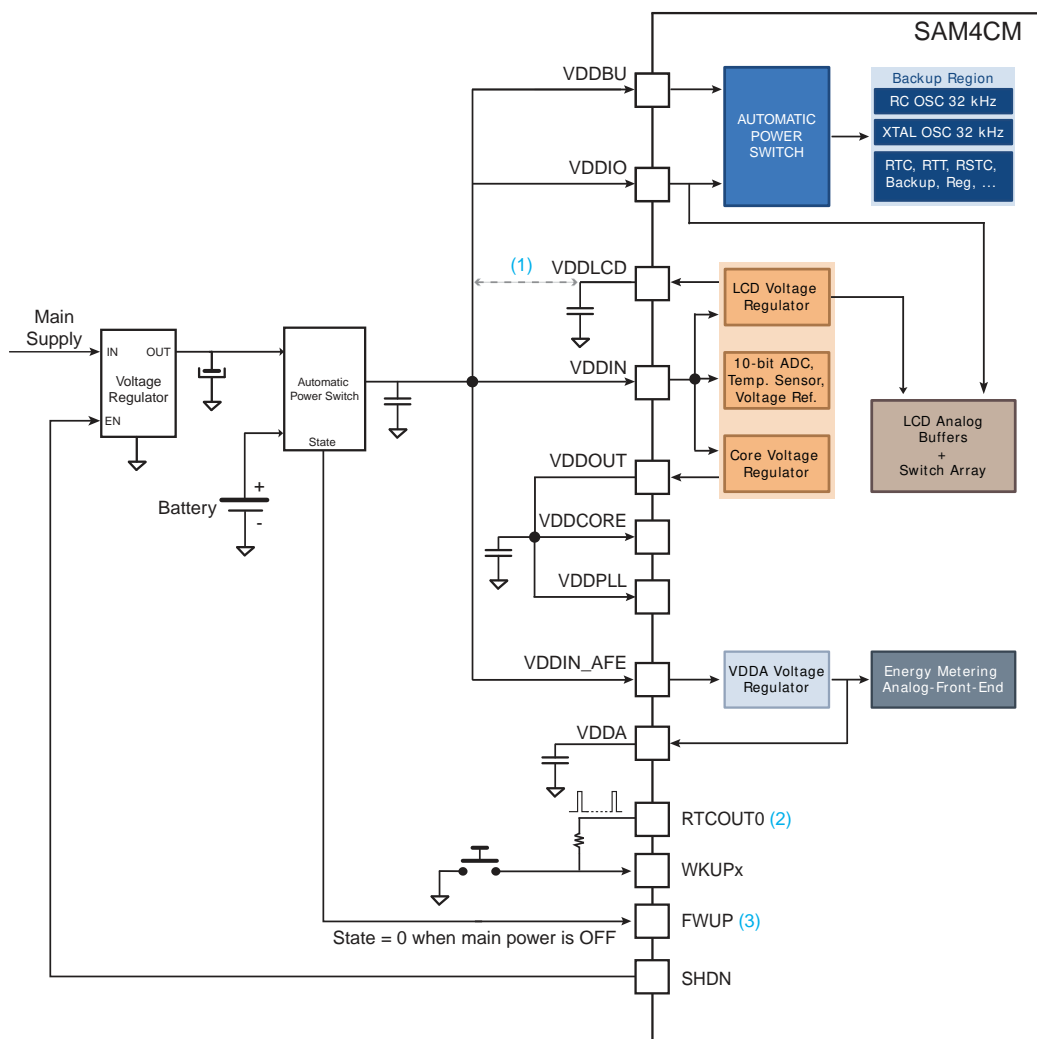 SAM4CM
VDDBU
AUTOMATIC
POWER
SWITCH
Backup Region
RC OSC 32 kHz
XTAL OSC 32 kHz
RTC, RTT, RSTC,
Backup, Reg, ...
VDDIO
(1)
VDDLCD
LCD Voltage
Regulator
Main
Supply
IN
OUT
Voltage
Regulator
EN
Automatic
Power Switch
State
VDDIN
10-bit ADC,
Temp. Sensor,
Voltage Ref.
LCD Analog
Buffers
+
Switch Array
VDDOUT
Core Voltage
Regulator
+
Battery
-
VDDCORE
VDDPLL
VDDIN_AFE
VDDA Voltage
Regulator
Energy Metering
Analog-Front-End
VDDA
RTCOUT0 (2)
WKUPx
FWUP (3)
State = 0 when main power is OFF
SHDN